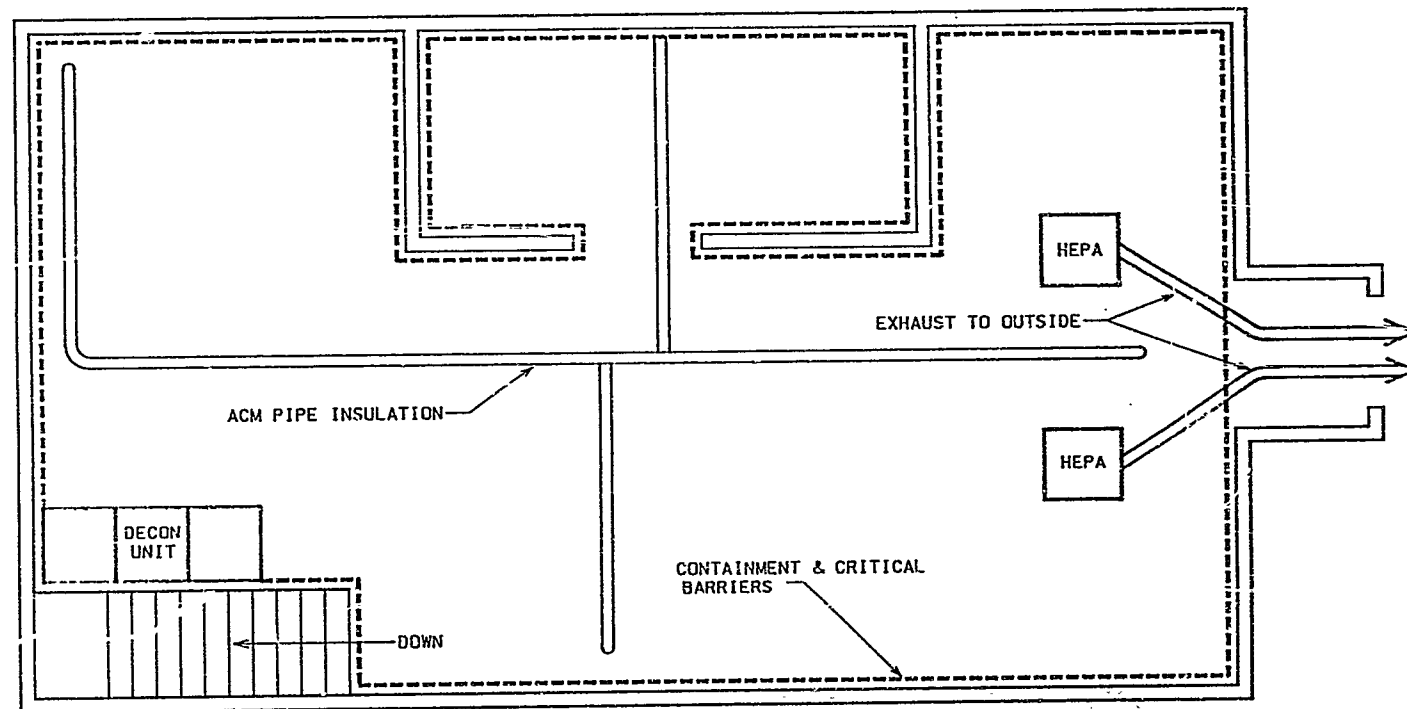 HEPA
EXHAUST TO OUTSIDE
ACM PIPE INSULATION
HEPA
DECON
UNIT
CONTAINMENT & CRITICAL
BARRIERS
DOWN